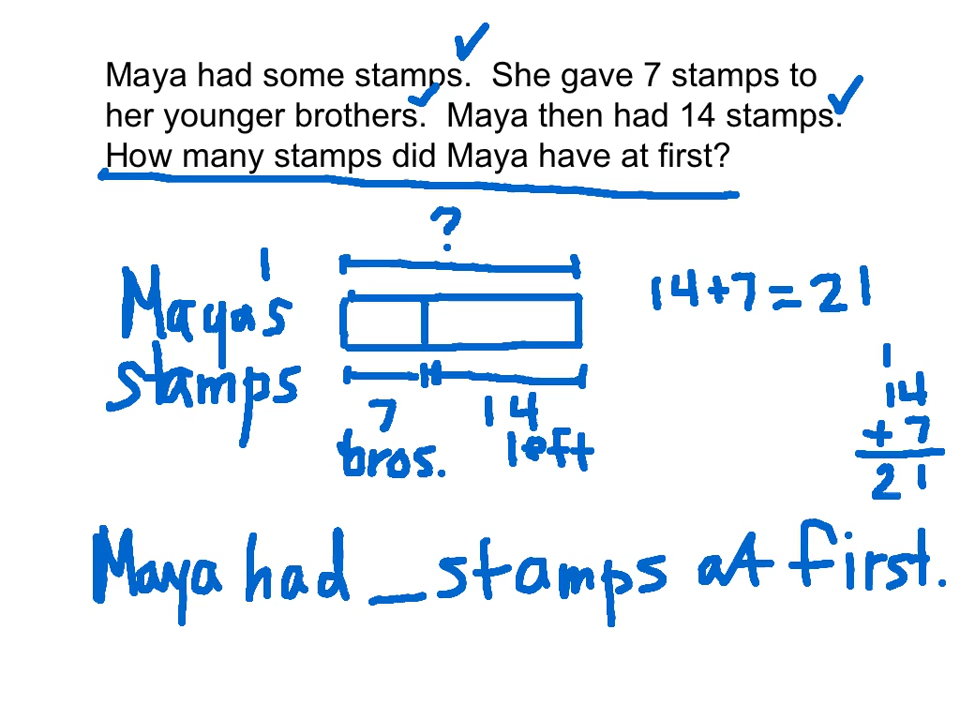 Maya had some stamps. She gave 7 stamps to
her younger brothers. Maya then had 14 stamps.
How many stamps did Maya have at first?
?
Maya's
stamps
14+7=21
7
bros.
14
left
1
14
+7
21
Maya had _ stamps at first.